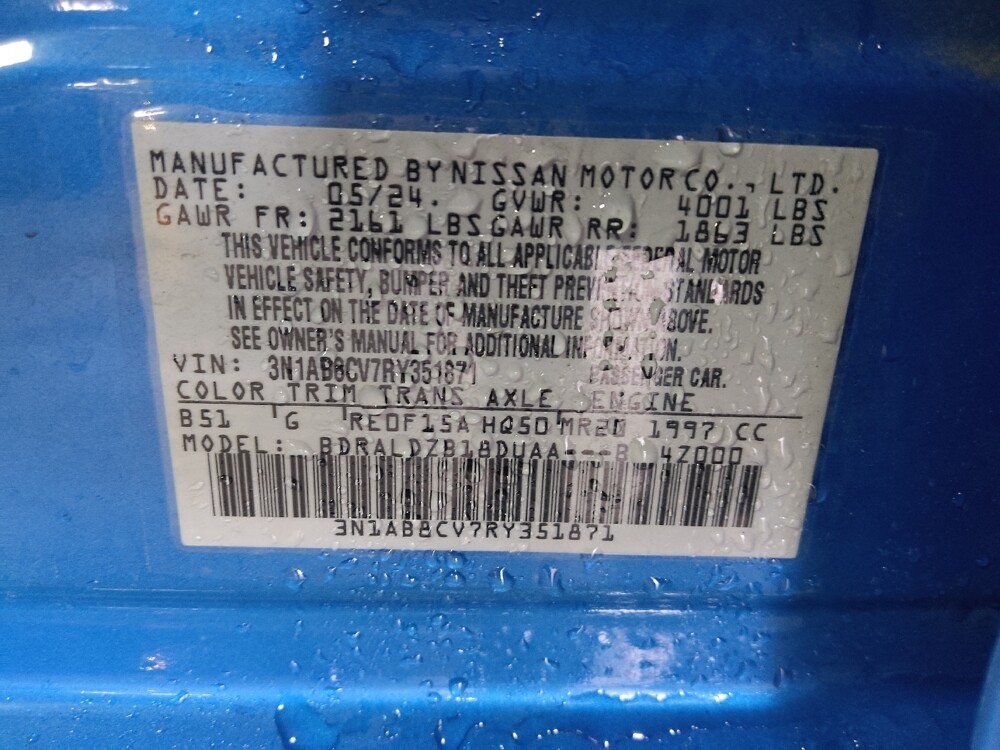 MANUFACTURED BY NISSAN MOTOR CO., LTD.
DATE: 05/24. GVWR: 4001 LBS
GAWR FR: 2161 LBS GAWR RR: 1863 LBS
THIS VEHICLE CONFORMS TO ALL APPLICABLE FEDERAL MOTOR
VEHICLE SAFETY, BUMPER AND THEFT PREVENTION STANDARDS
IN EFFECT ON THE DATE OF MANUFACTURE SHOWN ABOVE.
SEE OWNER'S MANUAL FOR ADDITIONAL INFORMATION.
VIN: 3N1AB8CV7RY351871 PASSENGER CAR.
COLOR TRIM TRANS AXLE ENGINE
B51 G RE0F15A HQ50 MR20 1997 CC
MODEL: BDRALDZB18DUAA---B 4Z000
3N1AB8CV7RY351871